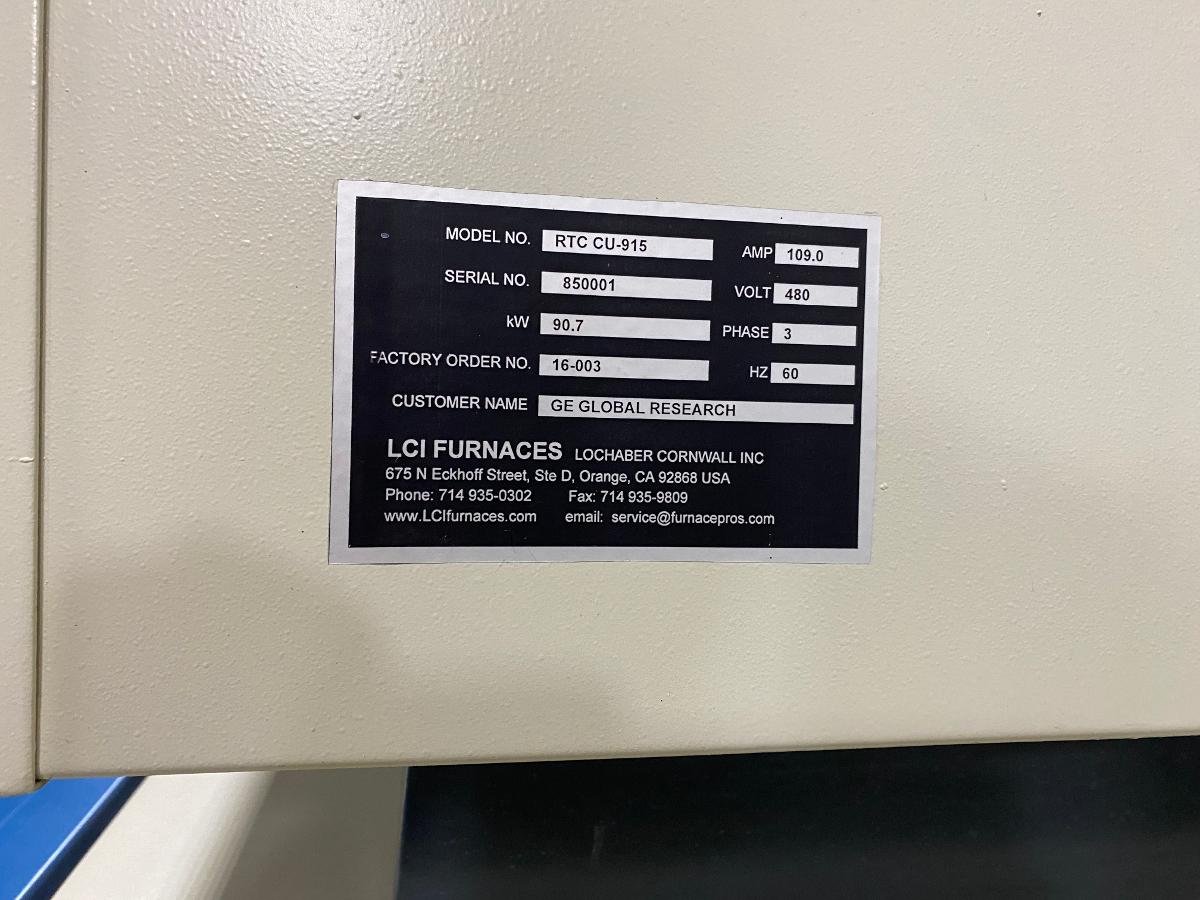 MODEL NO. RTC CU-915 AMP 109.0
SERIAL NO. 850001 VOLT 480
kW 90.7 PHASE 3
FACTORY ORDER NO. 16-003 HZ 60
CUSTOMER NAME GE GLOBAL RESEARCH
LCI FURNACES LOCHABER CORNWALL INC
675 N Eckhoff Street, Ste D, Orange, CA 92868 USA
Phone: 714 935-0302 Fax: 714 935-9809
www.LCIfurnaces.com email: service@furnacepros.com